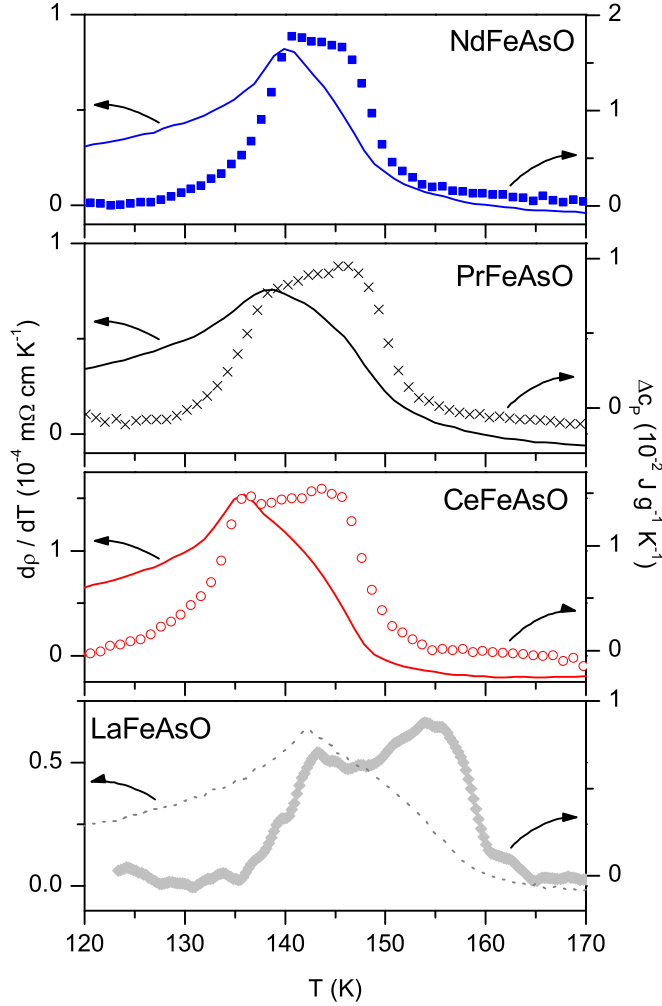 1
2
NdFeAsO
1
0
0
1
1
PrFeAsO
0
0
dρ / dT (10⁻⁴ mΩ cm K⁻¹)
Δcₚ (10⁻² J g⁻¹ K⁻¹)
CeFeAsO
1
1
0
0
1
LaFeAsO
0.5
0.0
0
120 130 140 150 160 170
T (K)